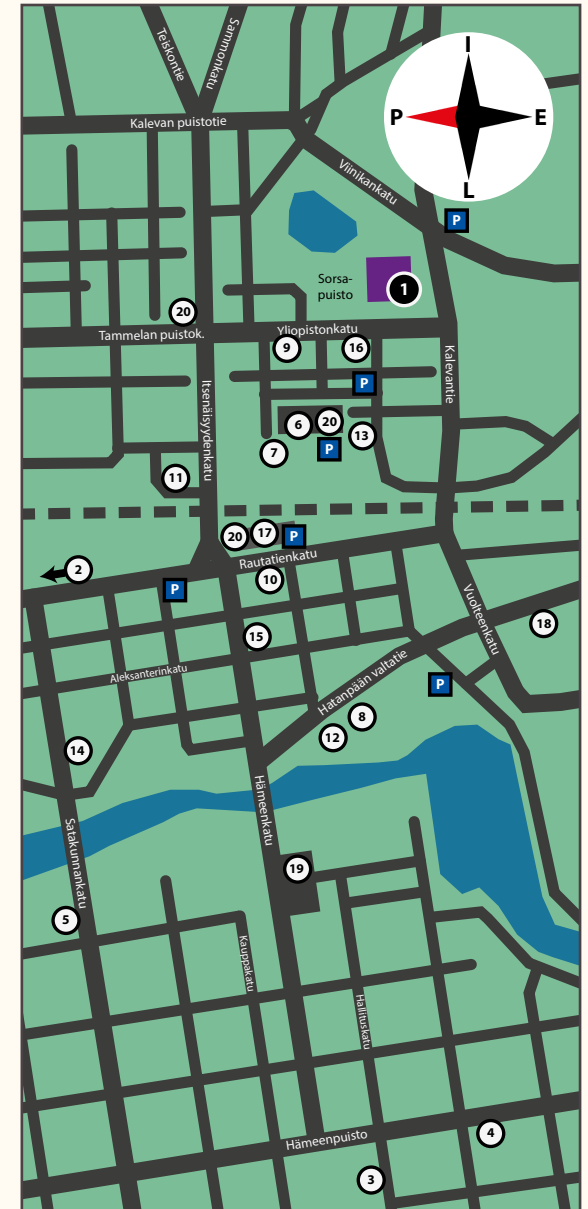 Teiskontie
Sammonkatu
I
P
E
L
Kalevan puistotie
Viinikankatu
P
Sorsa-
puisto
1
20
Tammelan puistok.
Yliopistonkatu
9
16
Kalevantie
Itsenäisyydenkatu
P
6
20
13
7
P
11
20
17
P
Rautatienkatu
2
10
P
Vuolteenkatu
18
15
Aleksanterinkatu
Hatanpään valtatie
P
8
12
14
Hämeenkatu
Satakunnankatu
19
5
Kauppakatu
Hallituskatu
Hämeenpuisto
4
3